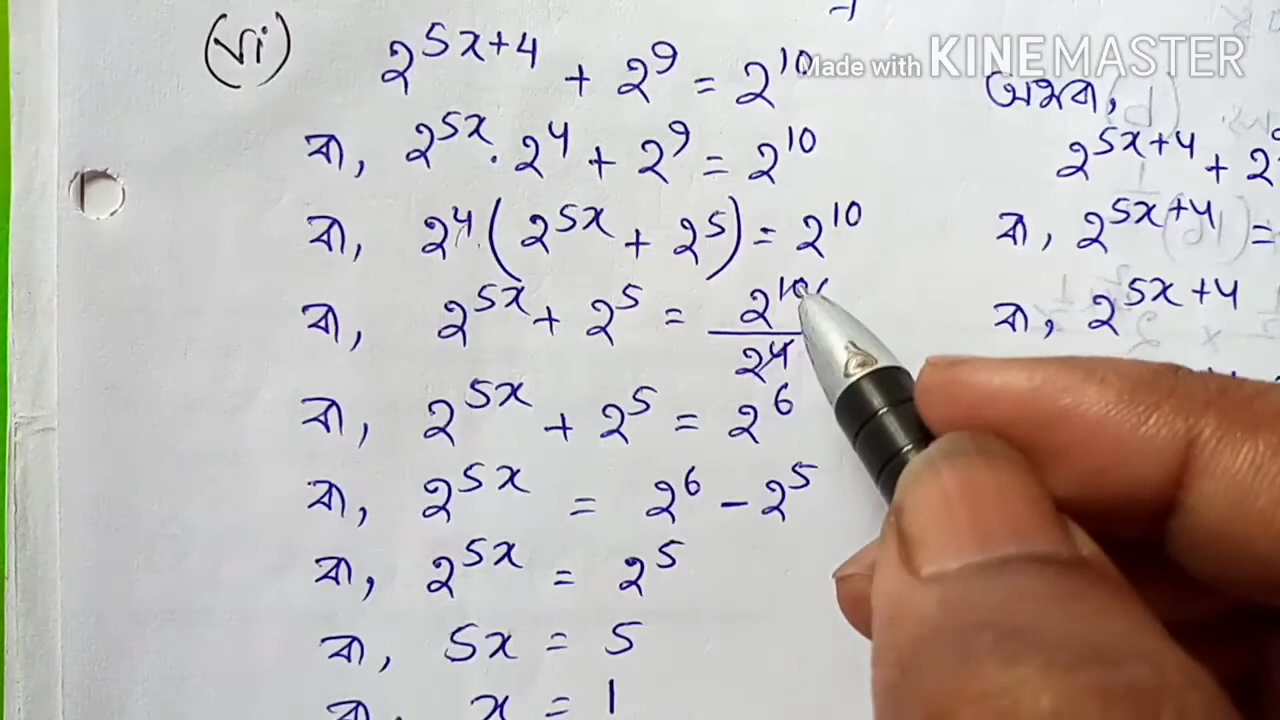 (vi) 2^{5x+4} + 2^9 = 2^{10}
বা, 2^{5x} . 2^4 + 2^9 = 2^{10}
বা, 2^4 (2^{5x} + 2^5) = 2^{10}
বা, 2^{5x} + 2^5 = 2^{10}/2^4
বা, 2^{5x} + 2^5 = 2^6
বা, 2^{5x} = 2^6 - 2^5
বা, 2^{5x} = 2^5
বা, 5x = 5
বা, x = 1
Made with KINEMASTER
অথবা,
2^{5x+4} + 2^9
বা, 2^{5x+4} =
বা, 2^{5x+4}